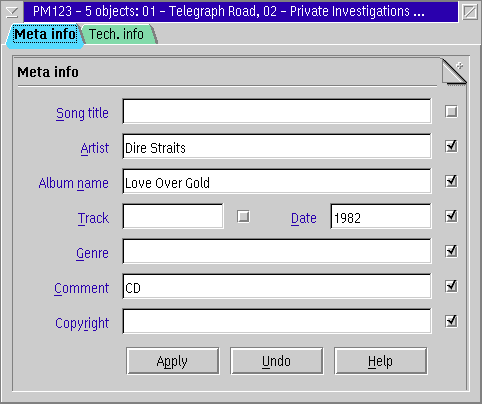 PM123 – 5 objects: 01 – Telegraph Road, 02 – Private Investigations ...
Meta info Tech. info
Meta info
Song title
Artist Dire Straits
Album name Love Over Gold
Track Date 1982
Genre
Comment CD
Copyright
Apply Undo Help